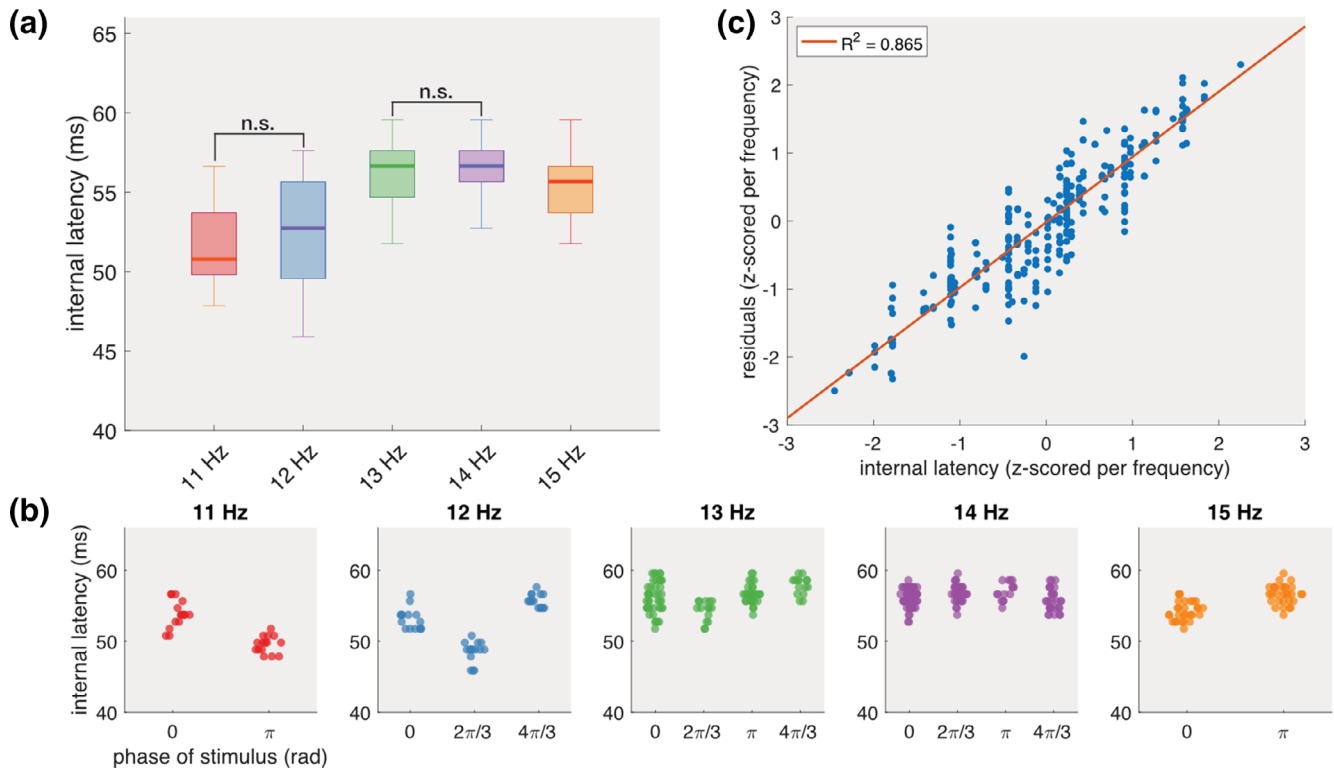 (a)
65
60
55
50
45
40
internal latency (ms)
n.s.
n.s.
11 Hz
12 Hz
13 Hz
14 Hz
15 Hz
(c)
R² = 0.865
3
2
1
0
-1
-2
-3
residuals (z-scored per frequency)
-3
-2
-1
0
1
2
3
internal latency (z-scored per frequency)
(b)
internal latency (ms)
11 Hz
60
50
40
0
π
phase of stimulus (rad)
12 Hz
60
50
40
0
2π/3
4π/3
13 Hz
60
50
40
0
2π/3
π
4π/3
14 Hz
60
50
40
0
2π/3
π
4π/3
15 Hz
60
50
40
0
π